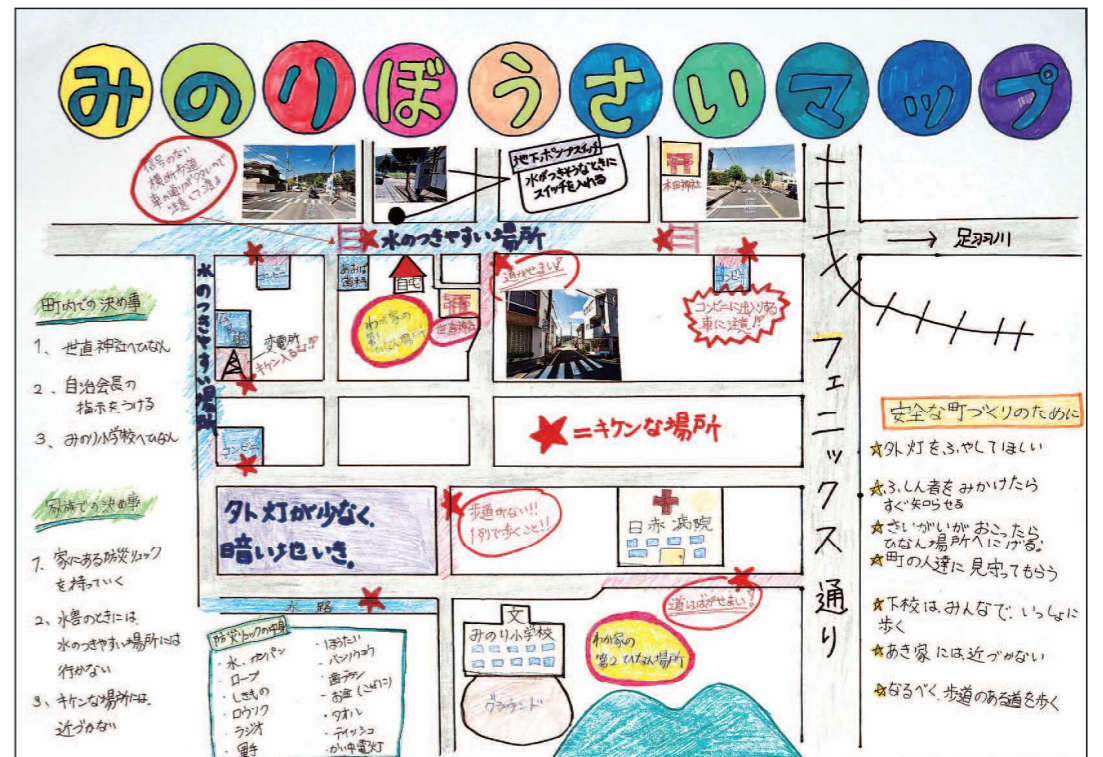 みのりぼうさいマップ
信号のない
横断歩道
車の通りが多いので
注意して渡る
地下ポンプスイッチ
水がつきそうなときに
スイッチを入れる
木田神社
水のつきやすい場所
→ 足羽川
コンビニ
あおば
歯科
自宅
道がせまい!!
コンビニ
水のつきやすい場所
わが家の
第1
ひなん場所
世直神社
コンビニに出入りする
車に注意!!
変電所
キケン入るな!!
町内での決め事
1、世直神社へひなん
2、自治会長の
指示をうける
3、みのり小学校へひなん
★=キケンな場所
フェニックス通り
コンビニ
安全な町づくりのために
☆外灯をふやしてほしい
☆ふしん者をみかけたら
すぐ知らせる
☆さいがいがおこったら
ひなん場所へにげる。
☆町の人達に見守ってもらう
☆下校は、みんなで、いっしょに
歩く
☆あき家には近づかない
☆なるべく、歩道のある道を歩く
家族での決め事
1、家にある防災リュック
を持っていく
2、水害のときには
水のつきやすい場所には
行かない
3、キケンな場所には、
近づかない
外灯が少なく、
暗いちいき。
歩道がない!!
1列で歩くこと!!
日赤病院
道はばがせまい!
水路
防災リュックの中身
・水、カンパン
・ロープ
・しきもの
・ロウソク
・ラジオ
・軍手
・ほうたい
・バンソウコウ
・歯ブラシ
・お金(こぜに)
・タオル
・ティッシュ
・かい中電灯
文
みのり小学校
グラウンド
わが家の
第2ひなん場所